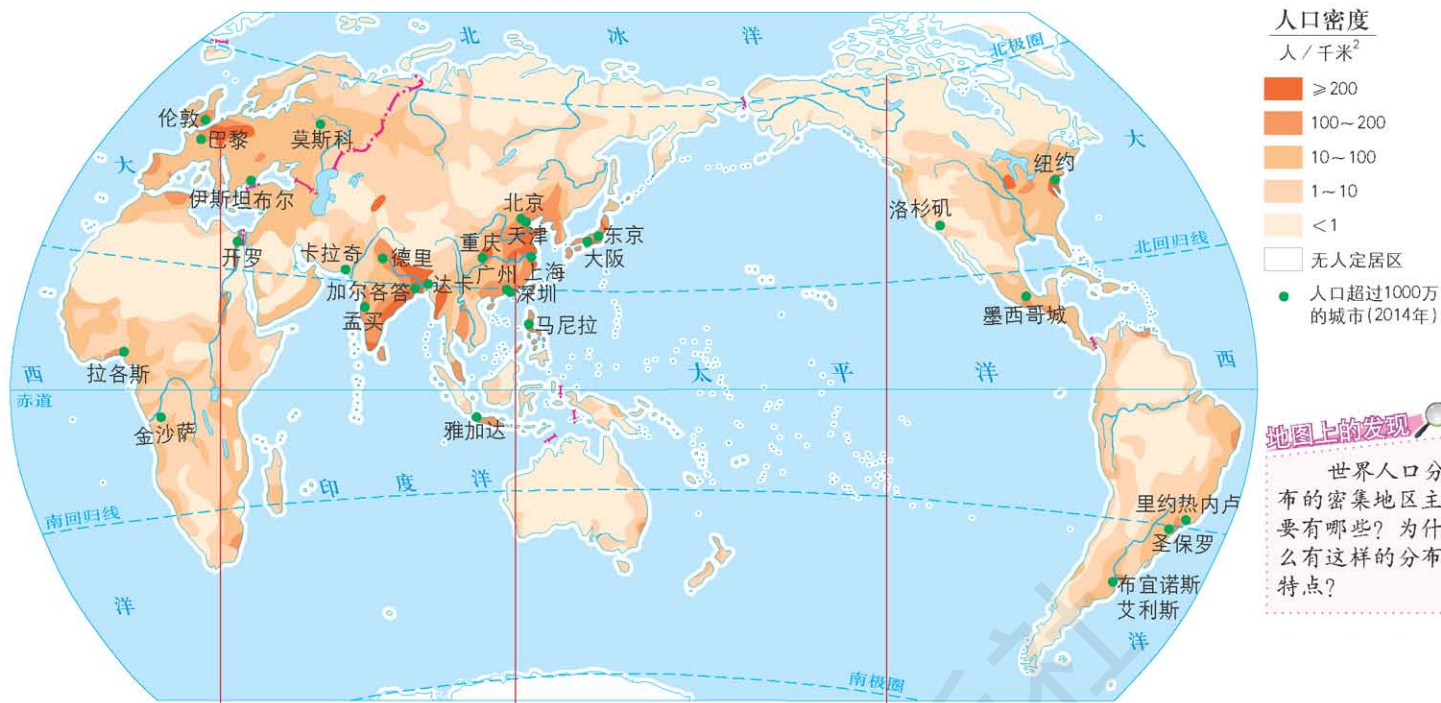 北 冰 洋
北极圈
大
伦敦
巴黎
莫斯科
伊斯坦布尔
开罗
卡拉奇
德里
加尔各答
达卡
孟买
北京
天津
重庆
广州
上海
深圳
东京
大阪
马尼拉
纽约
洛杉矶
墨西哥城
大
北回归线
拉各斯
金沙萨
雅加达
西
赤道
太 平 洋
西
印 度 洋
南回归线
里约热内卢
圣保罗
布宜诺斯
艾利斯
洋
洋
南极圈
人口密度
人/千米²
≥200
100~200
10~100
1~10
<1
无人定居区
人口超过1000万
的城市(2014年)
地图上的发现
世界人口分
布的密集地区主
要有哪些？为什
么有这样的分布
特点？